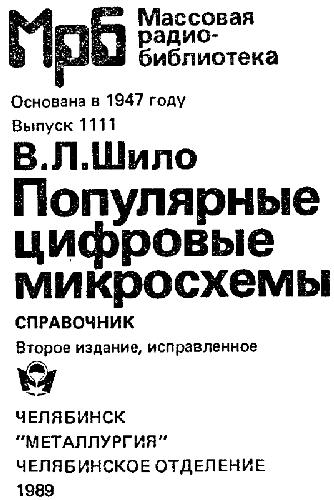 МРБ
Массовая
радио-
библиотека
Основана в 1947 году
Выпуск 1111
В.Л.Шило
Популярные
цифровые
микросхемы
СПРАВОЧНИК
Второе издание, исправленное
ЧЕЛЯБИНСК
"МЕТАЛЛУРГИЯ"
ЧЕЛЯБИНСКОЕ ОТДЕЛЕНИЕ
1989